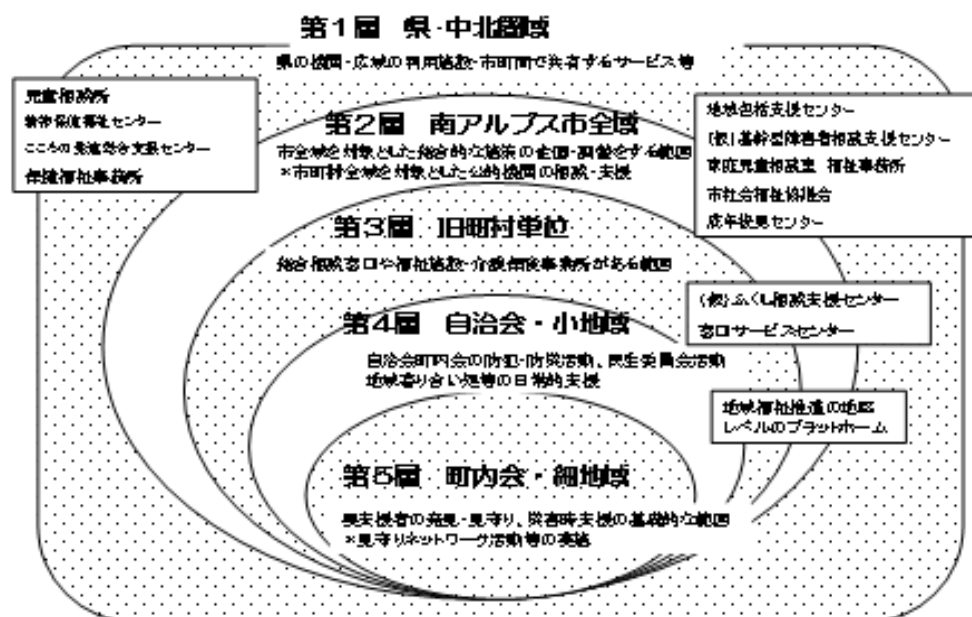 第1層 県・中北圏域
県の機関・広域の利用施設・市町間で共有するサービス等
児童相談所
精神保健福祉センター
こころの発達総合支援センター
保健福祉事務所
地域包括支援センター
(仮)基幹型障害者相談支援センター
家庭児童相談室 福祉事務所
市社会福祉協議会
成年後見センター
第2層 南アルプス市全域
市全域を対象とした総合的な施策の企画・調整をする範囲
*市町村全域を対象とした公的機関の相談・支援
第3層 旧町村単位
総合相談窓口や福祉施設・介護保険事業所がある範囲
(仮)ふくし相談支援センター
窓口サービスセンター
第4層 自治会・小地域
自治会町内会の防犯・防災活動、民生委員会活動
地域寄り合い処等の日常的支援
地域福祉推進の地区
レベルのプラットホーム
第5層 町内会・細地域
要支援者の発見・見守り、災害時支援の基礎的な範囲
*見守りネットワーク活動等の実施